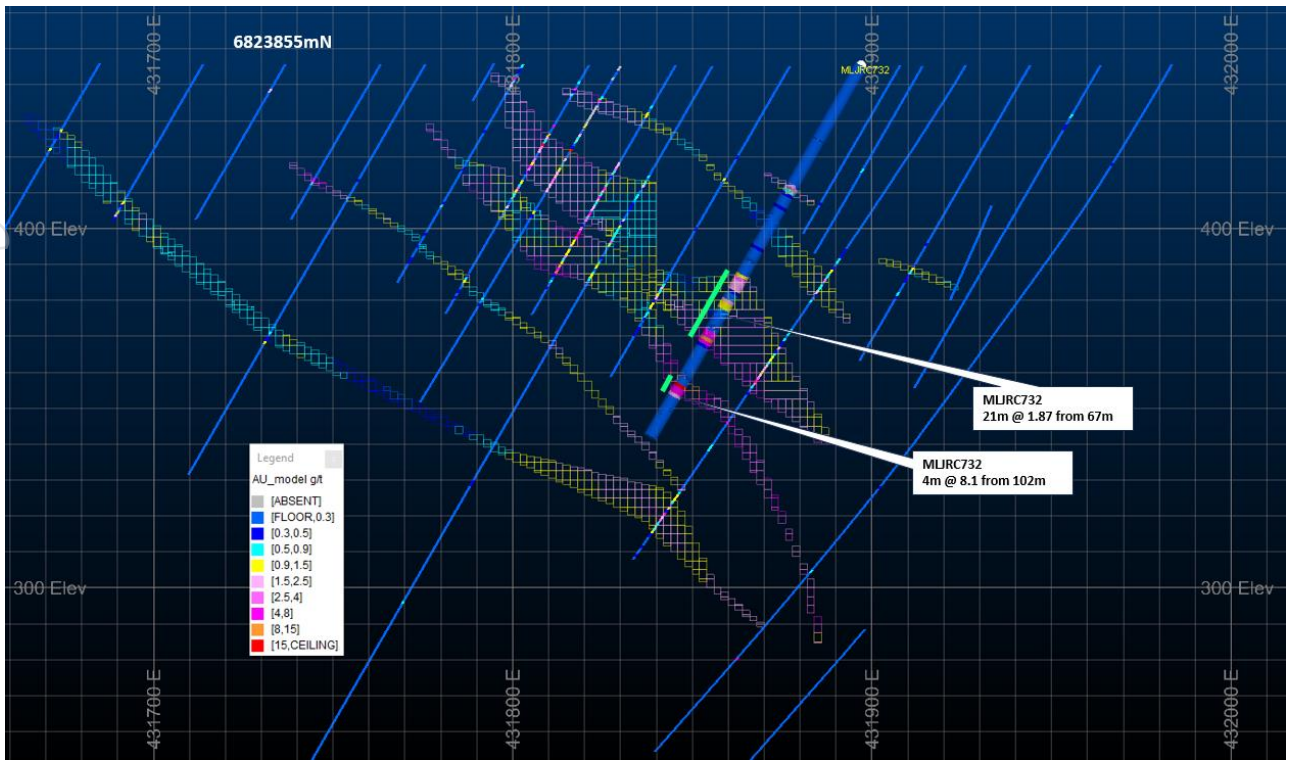 431700 E
6823855mN
431800 E
MLJRC732
431900 E
432000 E
400 Elev
400 Elev
MLJRC732
21m @ 1.87 from 67m
MLJRC732
4m @ 8.1 from 102m
Legend
AU_model g/t
[ABSENT]
[FLOOR,0.3]
[0.3,0.5]
[0.5,0.9]
[0.9,1.5]
[1.5,2.5]
[2.5,4]
[4,8]
[8,15]
[15,CEILING]
300 Elev
300 Elev
431700 E
431800 E
431900 E
432000 E